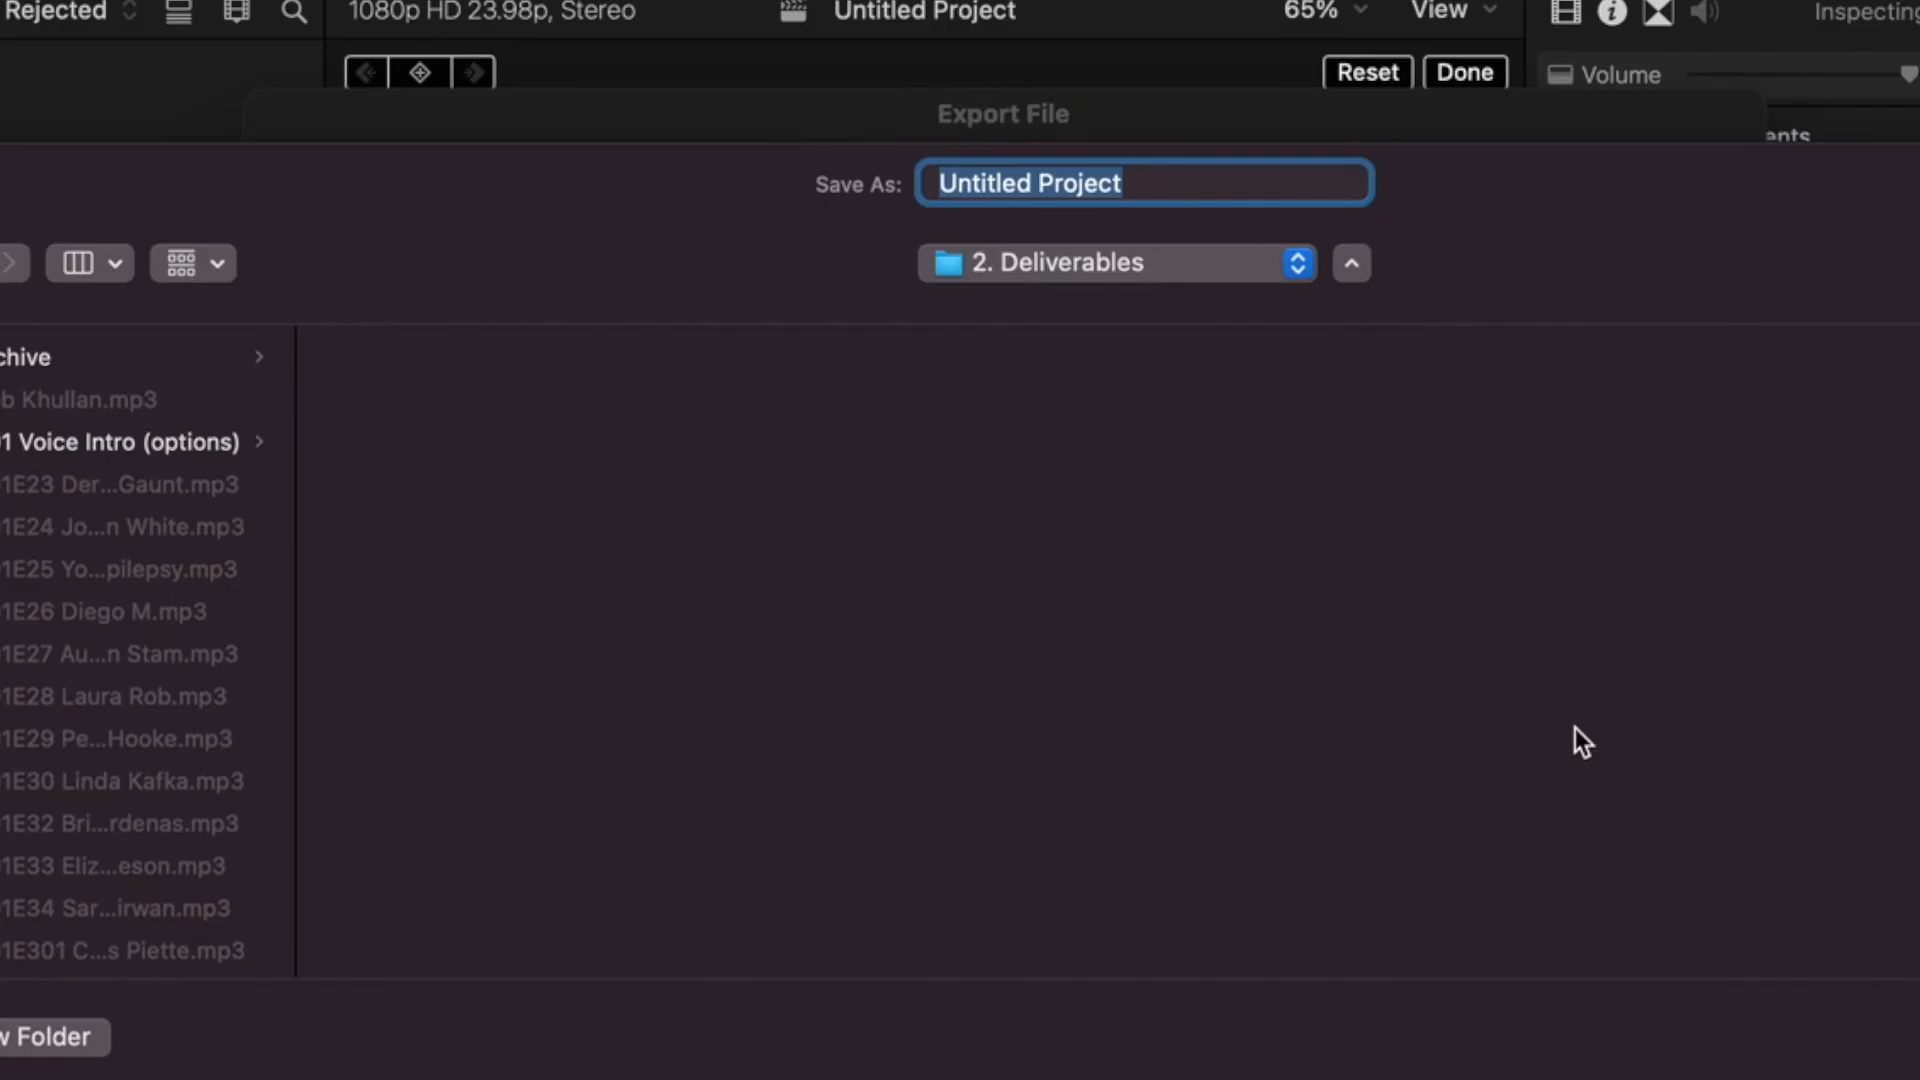 Rejected
1080p HD 23.98p, Stereo
Untitled Project
65%
View
Inspecting
Reset
Done
Volume
Export File
ents
Save As:
Untitled Project
2. Deliverables
chive
b Khullan.mp3
1 Voice Intro (options)
1E23 Der...Gaunt.mp3
1E24 Jo...n White.mp3
1E25 Yo...pilepsy.mp3
1E26 Diego M.mp3
1E27 Au...n Stam.mp3
1E28 Laura Rob.mp3
1E29 Pe...Hooke.mp3
1E30 Linda Kafka.mp3
1E32 Bri...rdenas.mp3
1E33 Eliz...eson.mp3
1E34 Sar...irwan.mp3
1E301 C...s Piette.mp3
w Folder